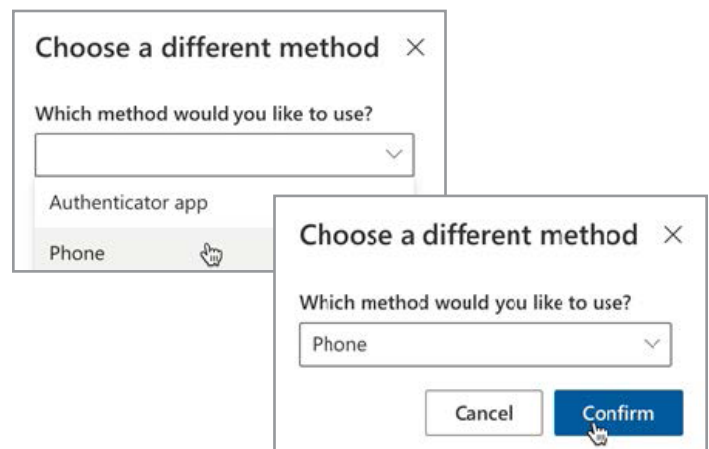 Choose a different method
Which method would you like to use?
Authenticator app
Phone
Choose a different method
Which method would you like to use?
Phone
Cancel Confirm